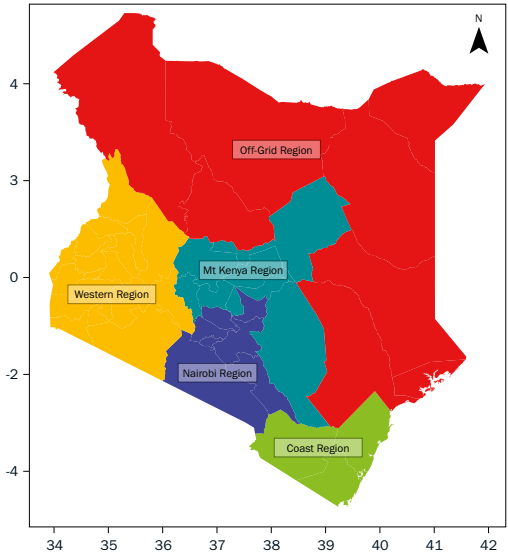 N
4
Off-Grid Region
3
0
Mt Kenya Region
Western Region
-2
Nairobi Region
Coast Region
-4
34 35 36 37 38 39 40 41 42